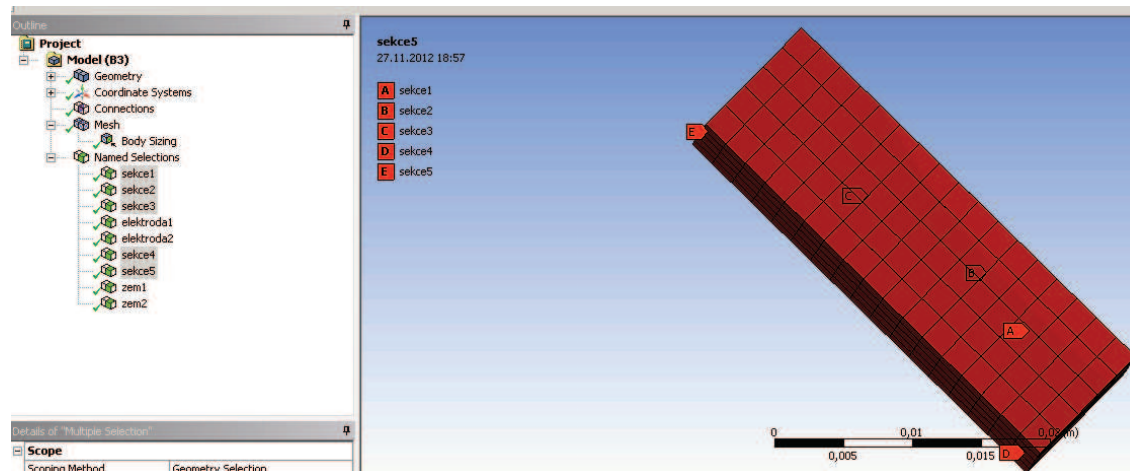 Outline
Project
Model (B3)
Geometry
Coordinate Systems
Connections
Mesh
Body Sizing
Named Selections
sekce1
sekce2
sekce3
elektroda1
elektroda2
sekce4
sekce5
zem1
zem2
Details of "Multiple Selection"
Scope
Scoping Method Geometry Selection
sekce5
27.11.2012 18:57
A sekce1
B sekce2
C sekce3
D sekce4
E sekce5
E
C
B
A
D
0 0,01 0,02 (m)
0,005 0,015